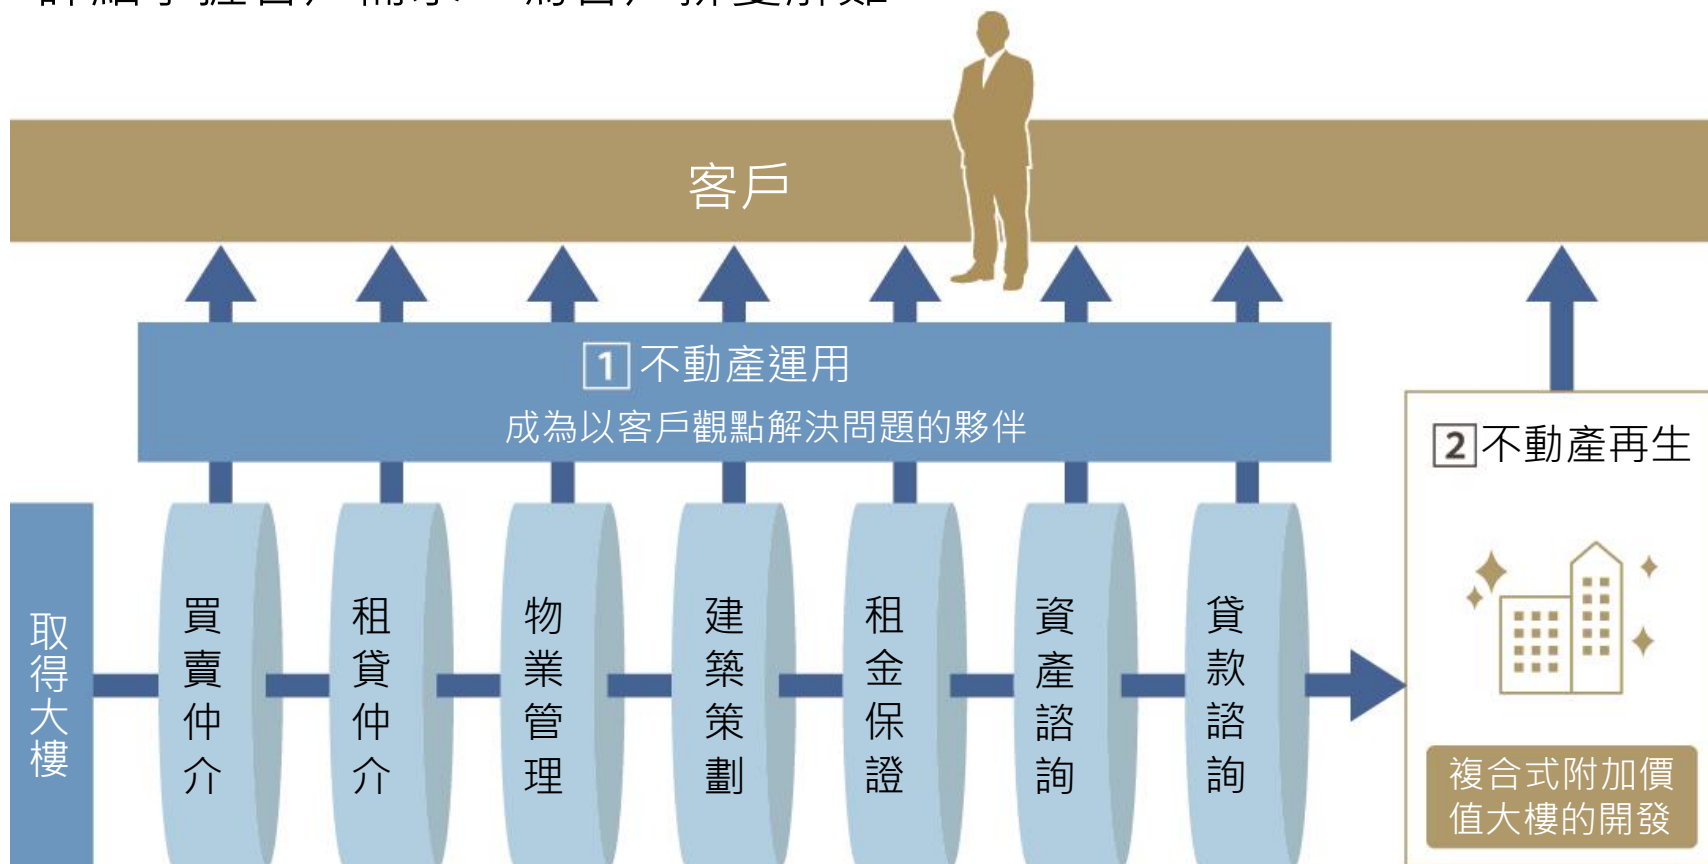 客戶
1 不動產運用
成為以客戶觀點解決問題的夥伴
2 不動產再生
取得大樓
買賣仲介
租貸仲介
物業管理
建築策劃
租金保證
資產諮詢
貸款諮詢
複合式附加價
值大樓的開發